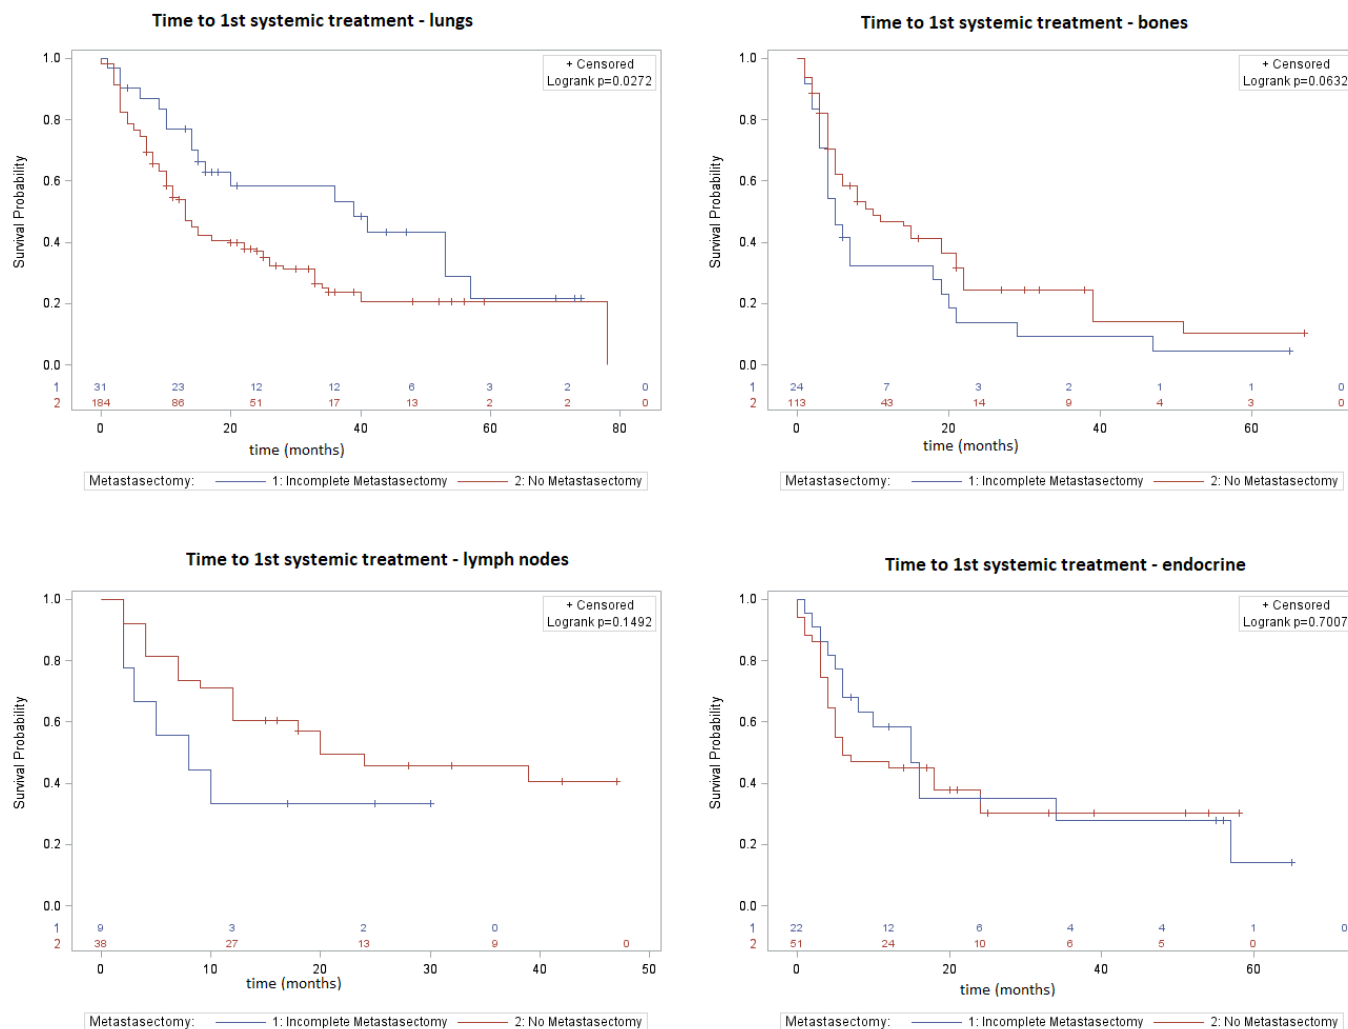 Time to 1st systemic treatment - lungs
+ Censored
Logrank p=0.0272
1.0
0.8
0.6
0.4
0.2
0.0
Survival Probability
1 31 23 12 12 6 3 2 0
2 184 86 51 17 13 2 2 0
0 20 40 60 80
time (months)
Metastasectomy: 1: Incomplete Metastasectomy 2: No Metastasectomy
Time to 1st systemic treatment - bones
+ Censored
Logrank p=0.0632
1.0
0.8
0.6
0.4
0.2
0.0
Survival Probability
1 24 7 3 2 1 1 0
2 113 43 14 9 4 3 0
0 20 40 60
time (months)
Metastasectomy: 1: Incomplete Metastasectomy 2: No Metastasectomy
Time to 1st systemic treatment - lymph nodes
+ Censored
Logrank p=0.1492
1.0
0.8
0.6
0.4
0.2
0.0
Survival Probability
1 9 3 2 0
2 38 27 13 9 0
0 10 20 30 40 50
time (months)
Metastasectomy: 1: Incomplete Metastasectomy 2: No Metastasectomy
Time to 1st systemic treatment - endocrine
+ Censored
Logrank p=0.7007
1.0
0.8
0.6
0.4
0.2
0.0
Survival Probability
1 22 12 6 4 4 1 0
2 51 24 10 6 5 0
0 20 40 60
time (months)
Metastasectomy: 1: Incomplete Metastasectomy 2: No Metastasectomy